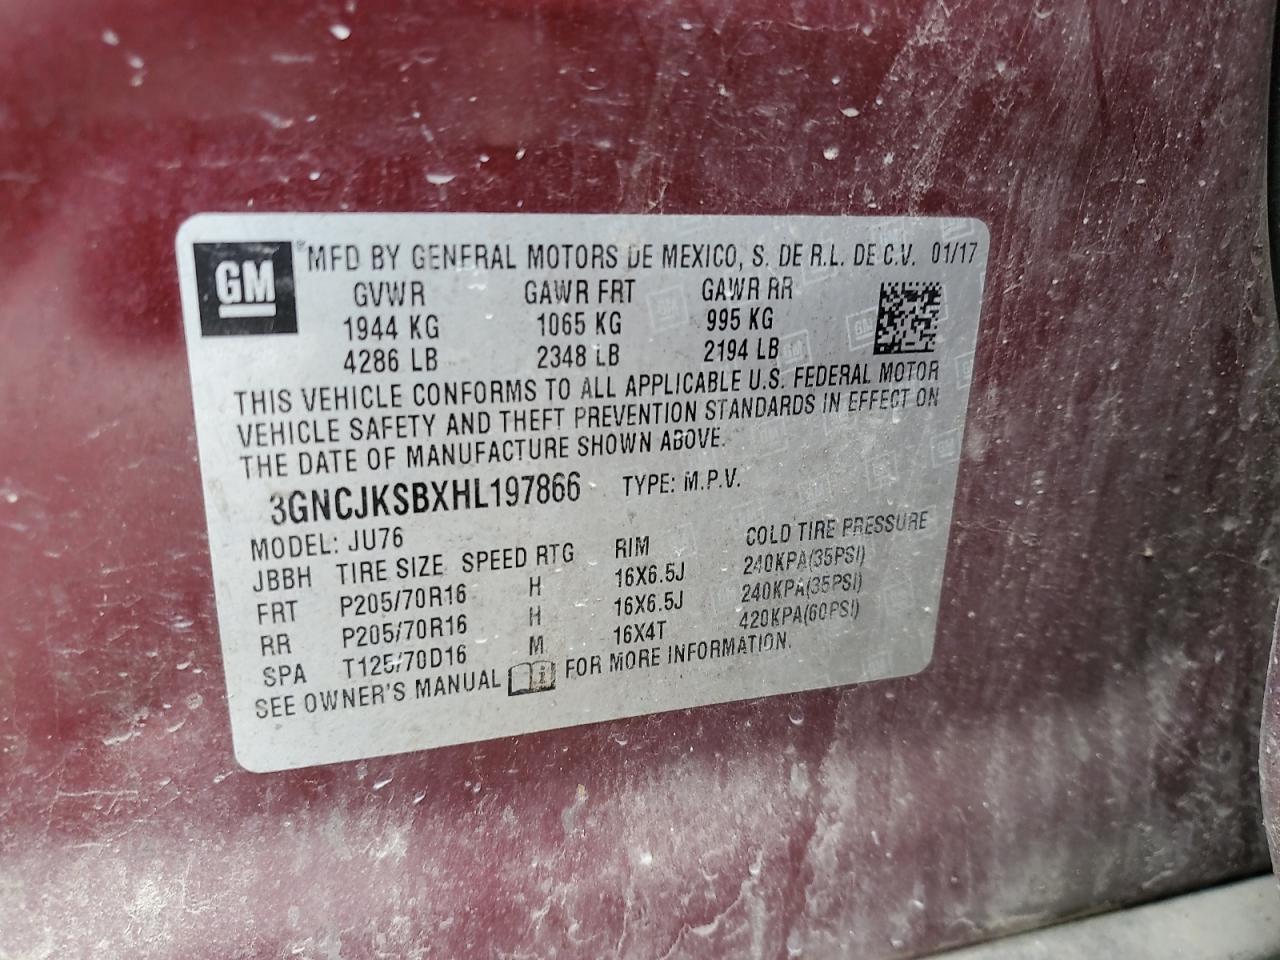 GM ® MFD BY GENERAL MOTORS DE MEXICO, S. DE R.L. DE C.V. 01/17
GVWR GAWR FRT GAWR RR
1944 KG 1065 KG 995 KG
4286 LB 2348 LB 2194 LB
THIS VEHICLE CONFORMS TO ALL APPLICABLE U.S. FEDERAL MOTOR
VEHICLE SAFETY AND THEFT PREVENTION STANDARDS IN EFFECT ON
THE DATE OF MANUFACTURE SHOWN ABOVE.
3GNCJKSBXHL197866 TYPE: M.P.V.
MODEL: JU76
JBBH TIRE SIZE SPEED RTG RIM COLD TIRE PRESSURE
FRT P205/70R16 H 16X6.5J 240KPA(35PSI)
RR P205/70R16 H 16X6.5J 240KPA(35PSI)
SPA T125/70D16 M 16X4T 420KPA(60PSI)
SEE OWNER'S MANUAL FOR MORE INFORMATION.